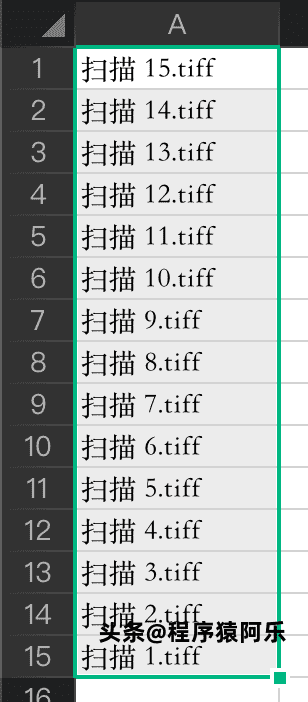 A
1 扫描 15.tiff
2 扫描 14.tiff
3 扫描 13.tiff
4 扫描 12.tiff
5 扫描 11.tiff
6 扫描 10.tiff
7 扫描 9.tiff
8 扫描 8.tiff
9 扫描 7.tiff
10 扫描 6.tiff
11 扫描 5.tiff
12 扫描 4.tiff
13 扫描 3.tiff
14 扫描 2.tiff
头条@程序猿阿乐
15 扫描 1.tiff
16